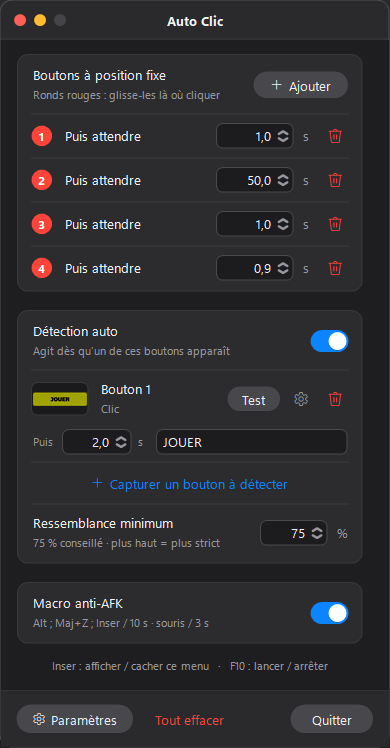 Auto Clic
Boutons à position fixe
Ronds rouges : glisse-les là où cliquer
+ Ajouter
1 Puis attendre 1,0 s
2 Puis attendre 50,0 s
3 Puis attendre 1,0 s
4 Puis attendre 0,9 s
Détection auto
Agit dès qu'un de ces boutons apparaît
JOUER
Bouton 1
Clic
Test
Puis 2,0 s JOUER
+ Capturer un bouton à détecter
Ressemblance minimum
75 % conseillé · plus haut = plus strict
75 %
Macro anti-AFK
Alt ; Maj+Z ; Inser / 10 s · souris / 3 s
Inser : afficher / cacher ce menu · F10 : lancer / arrêter
Paramètres Tout effacer Quitter